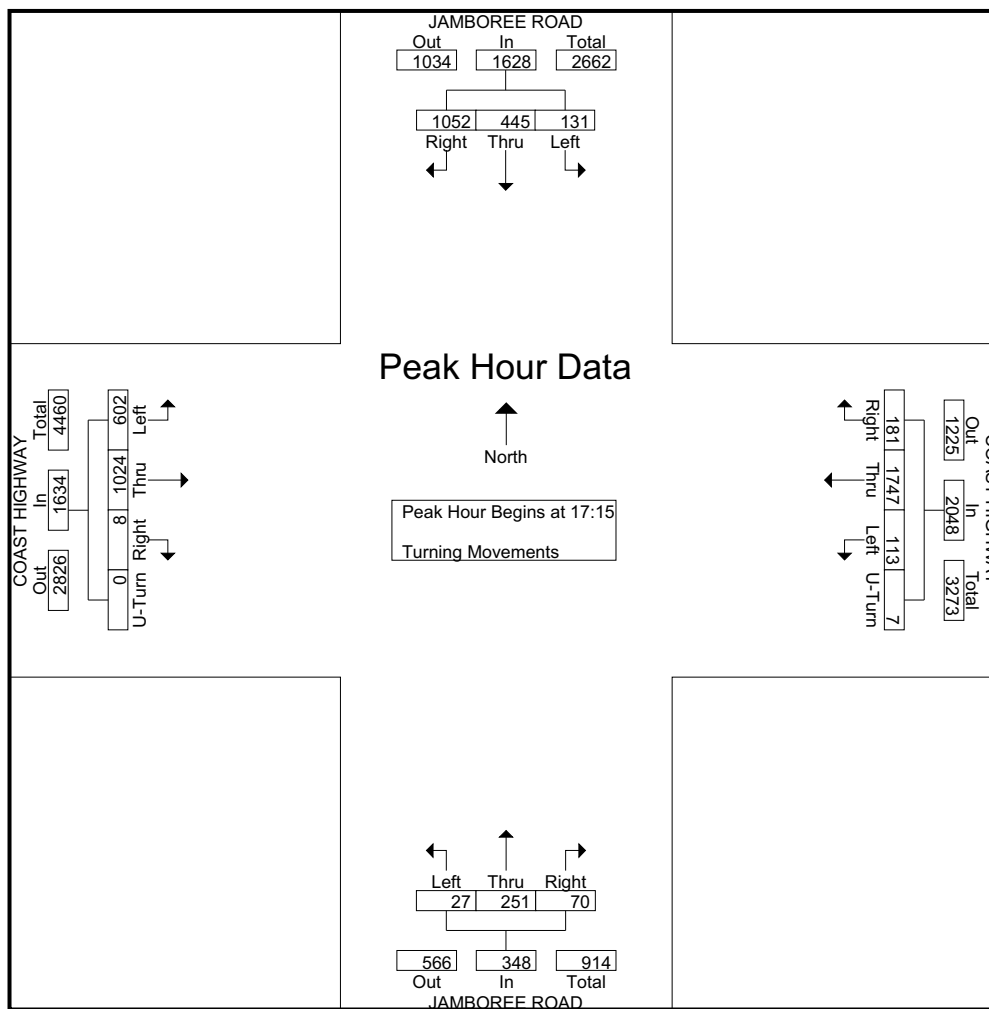 JAMBOREE ROAD
Out In Total
1034 1628 2662
1052 445 131
Right Thru Left
Peak Hour Data
North
Peak Hour Begins at 17:15
Turning Movements
COAST HIGHWAY
Total In Out
4460 1634 2826
602 1024 8 0
Left Thru Right U-Turn
Right Thru Left U-Turn
181 1747 113 7
1225 2048 3273
Out In Total
Left Thru Right
27 251 70
566 348 914
Out In Total
JAMBOREE ROAD